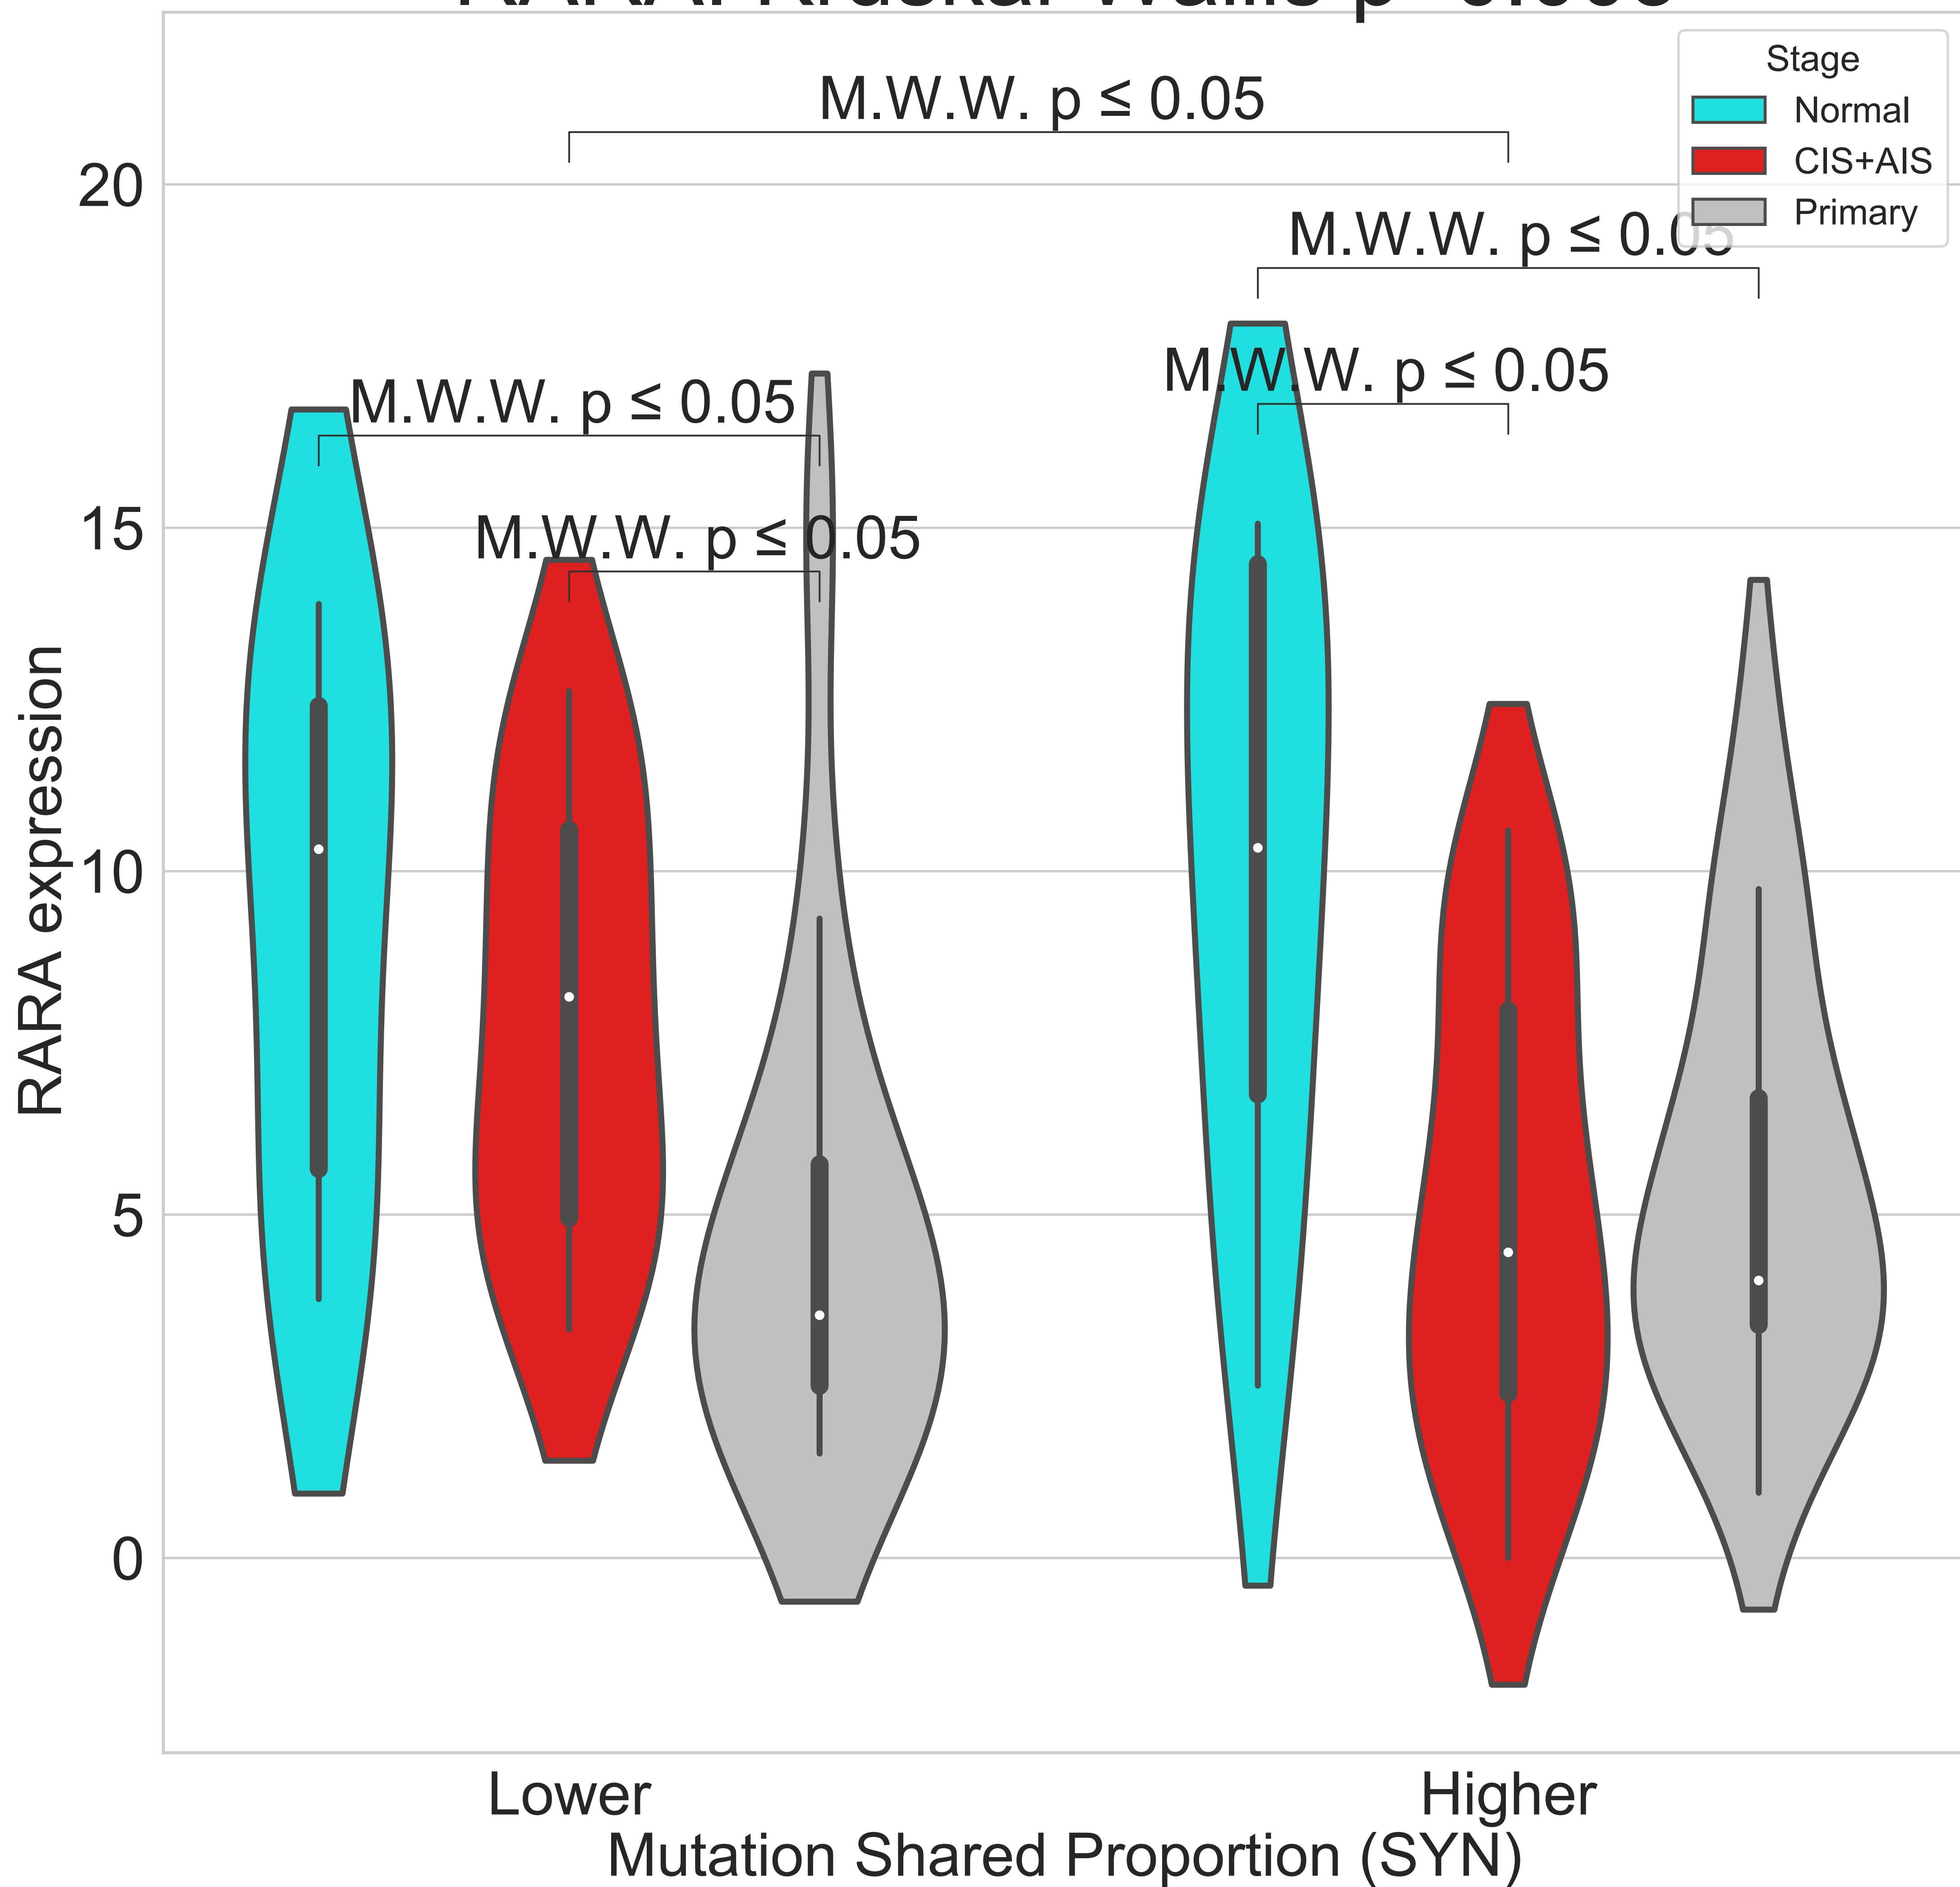 M.W.W. p ≤ 0.05
Stage
Normal
CIS+AIS
Primary
M.W.W. p ≤ 0.05
M.W.W. p ≤ 0.05
M.W.W. p ≤ 0.05
M.W.W. p ≤ 0.05
20
15
10
5
0
RARA expression
Lower
Higher
Mutation Shared Proportion (SYN)